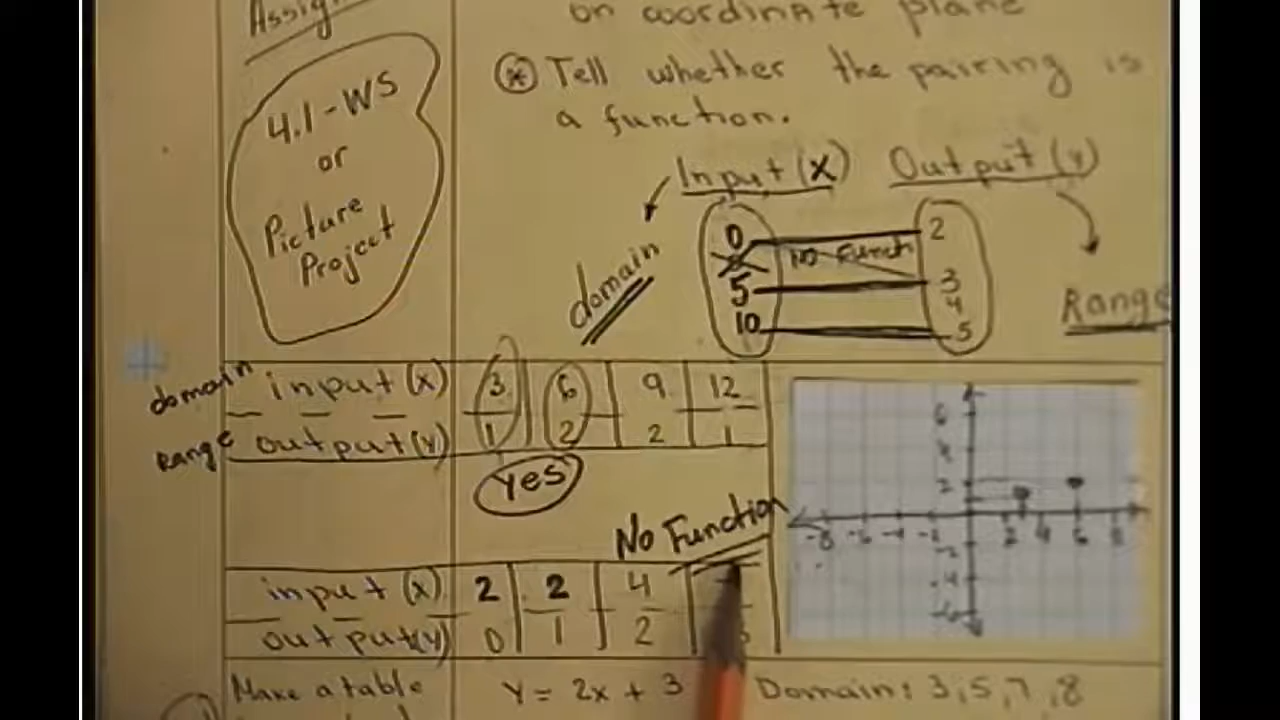 Assign
4.1-WS
or
Picture
Project
on coordinate plane
* Tell whether the pairing is
a function.
Input (x) Output (y)
domain
Range
0 2
No Funct
5 3
4
10 5
domain input (x) 3 6 9 12
Range output (y) 1 2 2 1
Yes
No Function
input (x) 2 2 4
output (y) 0 1 2
6
4
2
-8 -6 -4 -2 2 4 6 8
-2
-4
-6
Make a table y = 2x + 3 Domain: 3, 5, 7, 8